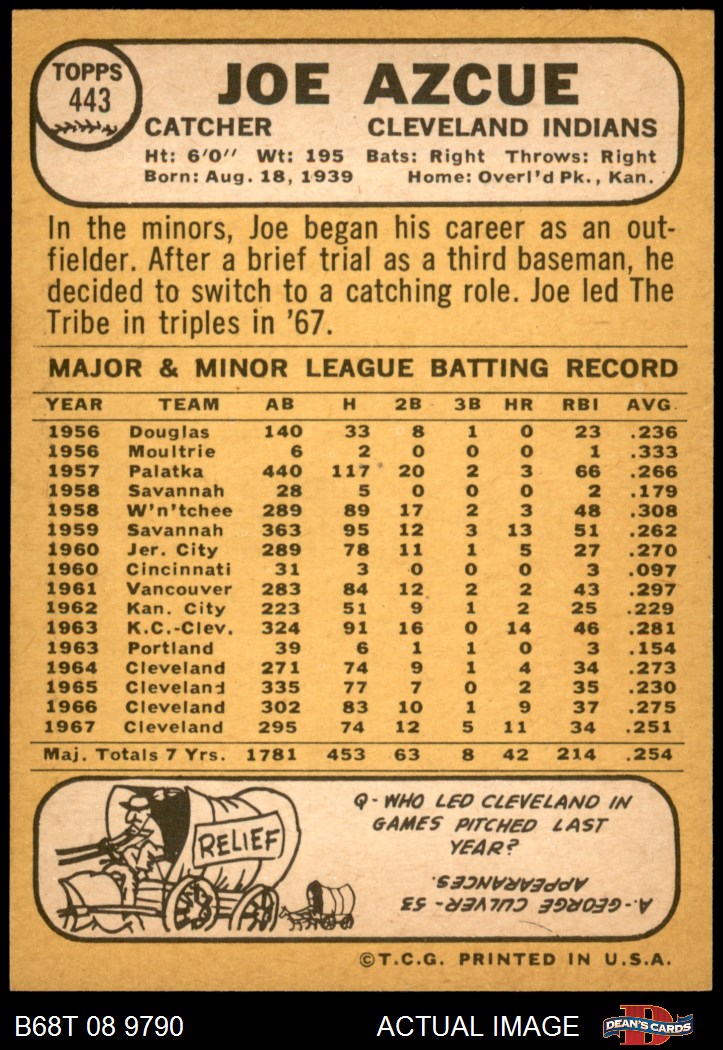 TOPPS
443
JOE AZCUE
CATCHER CLEVELAND INDIANS
Ht: 6'0" Wt: 195 Bats: Right Throws: Right
Born: Aug. 18, 1939 Home: Overl'd Pk., Kan.
In the minors, Joe began his career as an out-
fielder. After a brief trial as a third baseman, he
decided to switch to a catching role. Joe led The
Tribe in triples in '67.
MAJOR & MINOR LEAGUE BATTING RECORD
YEAR TEAM AB H 2B 3B HR RBI AVG.
1956 Douglas 140 33 8 1 0 23 .236
1956 Moultrie 6 2 0 0 0 1 .333
1957 Palatka 440 117 20 2 3 66 .266
1958 Savannah 28 5 0 0 0 2 .179
1958 W'n'tchee 289 89 17 2 3 48 .308
1959 Savannah 363 95 12 3 13 51 .262
1960 Jer. City 289 78 11 1 5 27 .270
1960 Cincinnati 31 3 0 0 0 3 .097
1961 Vancouver 283 84 12 2 2 43 .297
1962 Kan. City 223 51 9 1 2 25 .229
1963 K.C.-Clev. 324 91 16 0 14 46 .281
1963 Portland 39 6 1 1 0 3 .154
1964 Cleveland 271 74 9 1 4 34 .273
1965 Cleveland 335 77 7 0 2 35 .230
1966 Cleveland 302 83 10 1 9 37 .275
1967 Cleveland 295 74 12 5 11 34 .251
Maj. Totals 7 Yrs. 1781 453 63 8 42 214 .254
RELIEF
Q-WHO LED CLEVELAND IN
GAMES PITCHED LAST
YEAR?
A.-GEORGE CULVER-53
APPEARANCES.
©T.C.G. PRINTED IN U.S.A.
B68T 08 9790 ACTUAL IMAGE
D
DEAN'S CARDS